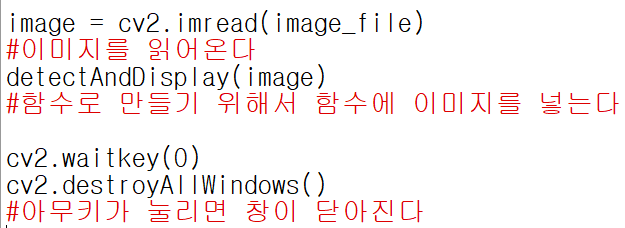 image = cv2.imread(image_file)
#이미지를 읽어온다
detectAndDisplay(image)
#함수로 만들기 위해서 함수에 이미지를 넣는다
cv2.waitkey(0)
cv2.destroyAllWindows()
#아무키가 눌리면 창이 닫아진다